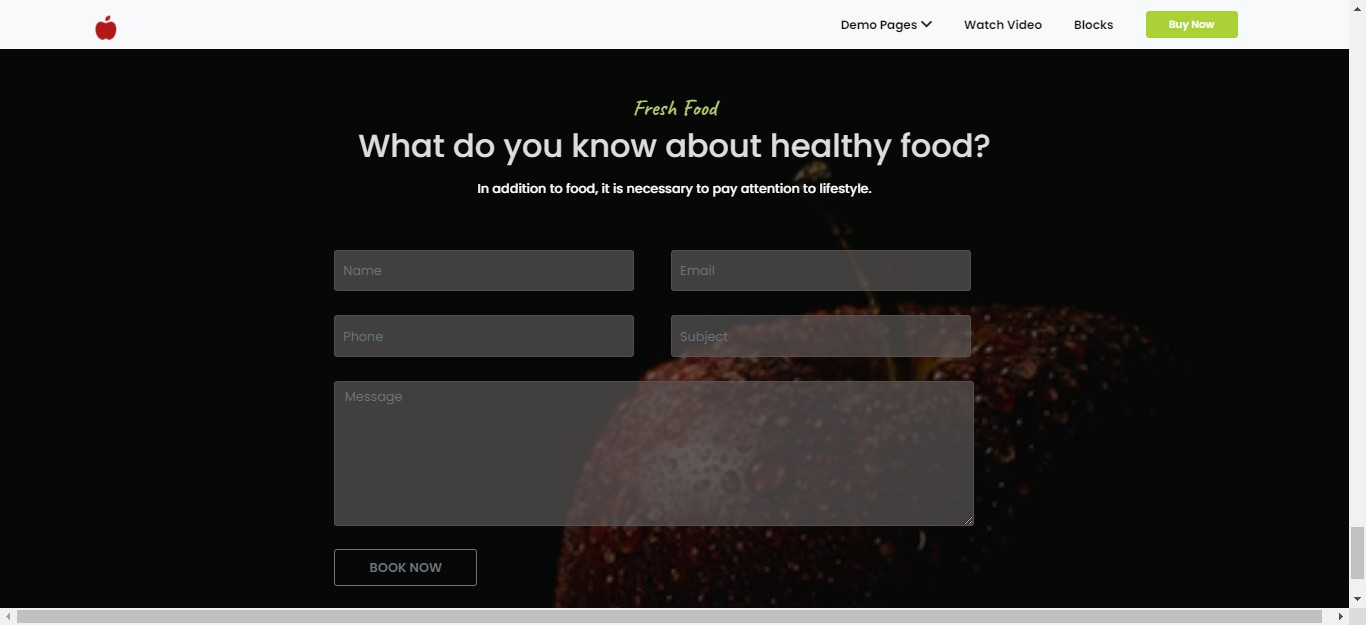 Demo Pages
Watch Video
Blocks
Buy Now
Fresh Food
What do you know about healthy food?
In addition to food, it is necessary to pay attention to lifestyle.
Name
Email
Phone
Subject
Message
BOOK NOW